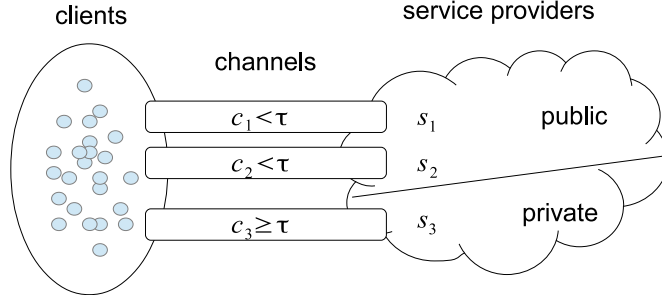 clients
service providers
channels
c₁<τ
s₁
public
c₂<τ
s₂
c₃≥τ
s₃
private